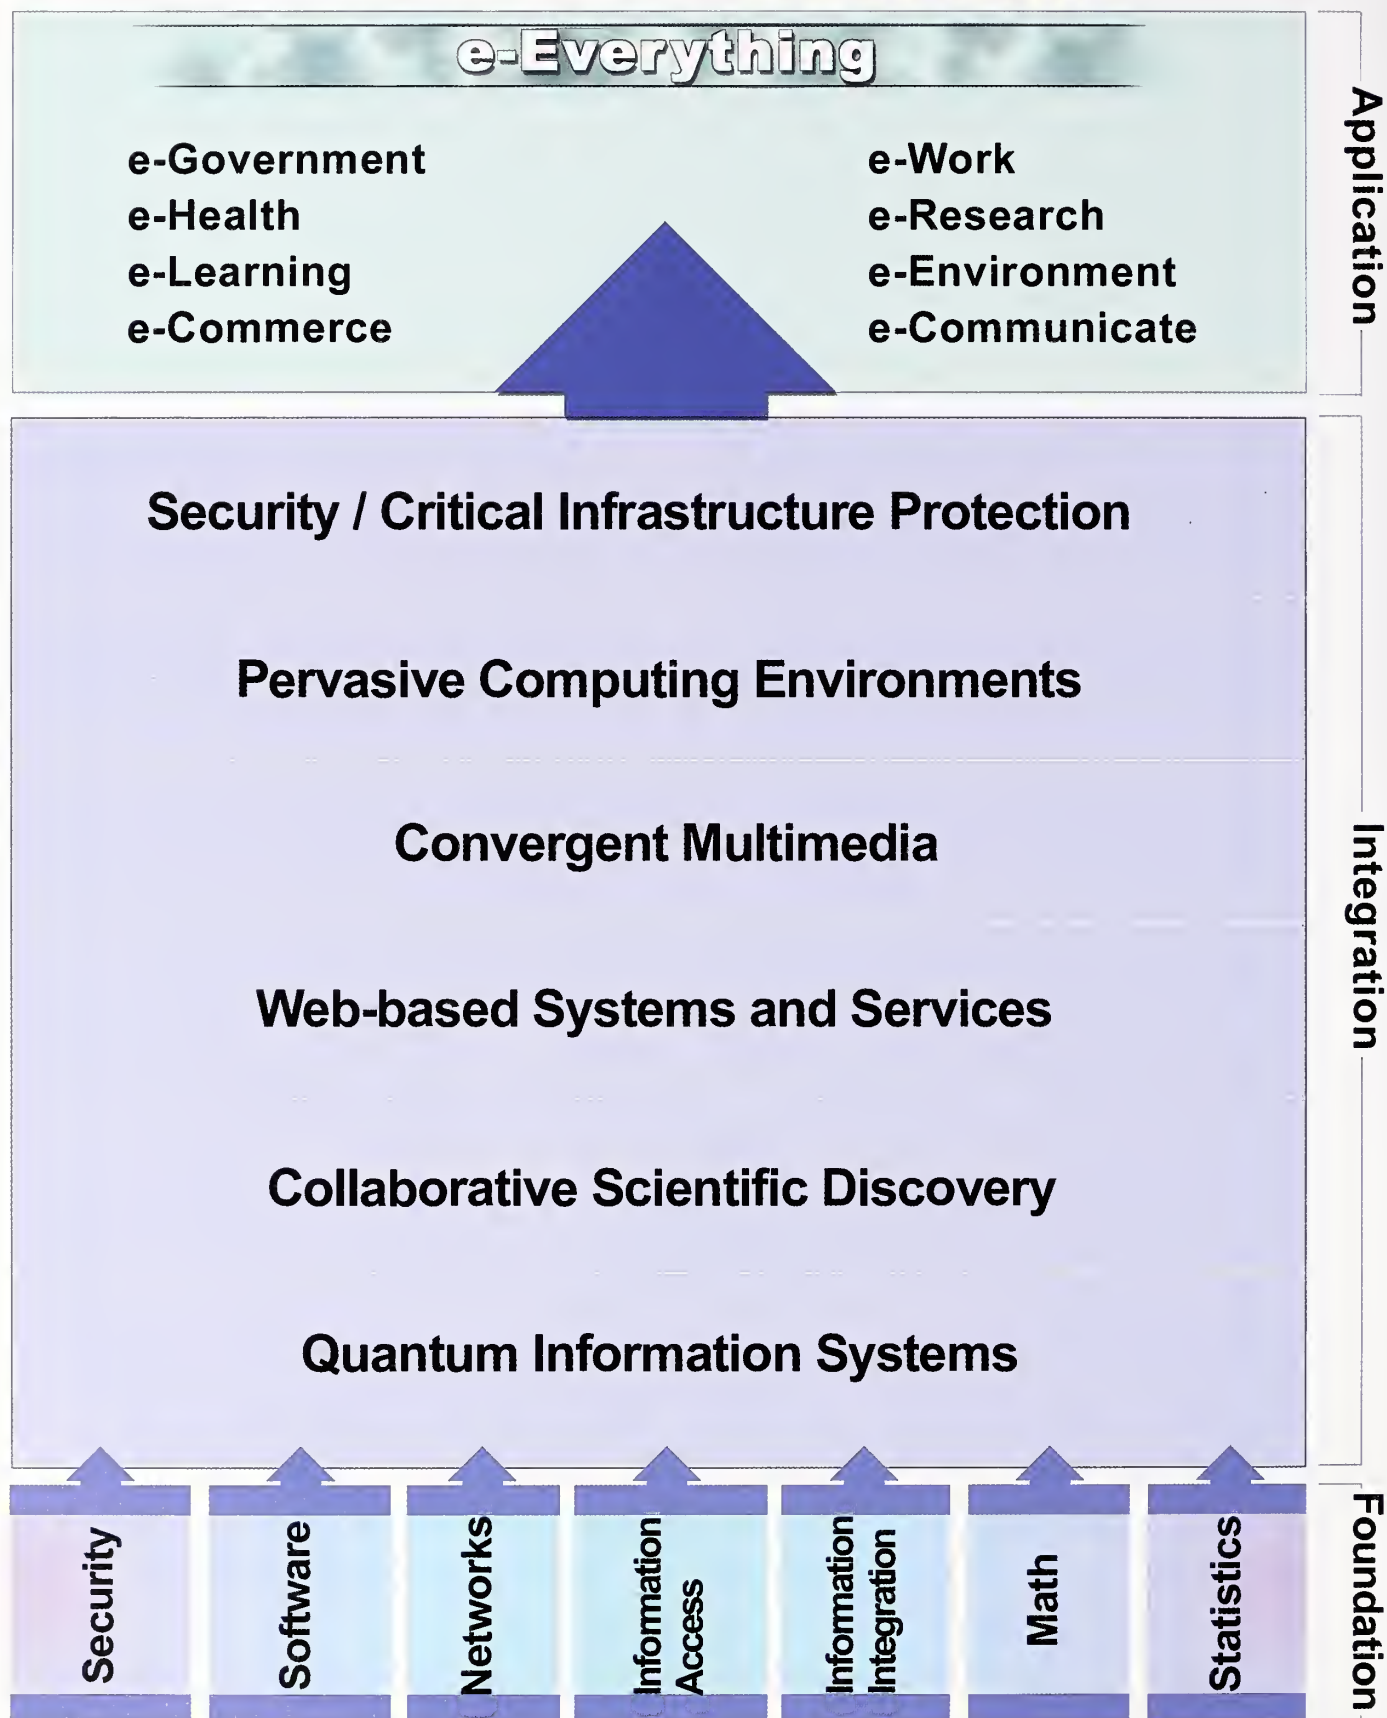 e-Everything
e-Government
e-Health
e-Learning
e-Commerce
e-Work
e-Research
e-Environment
e-Communicate
Application
Security / Critical Infrastructure Protection
Pervasive Computing Environments
Convergent Multimedia
Web-based Systems and Services
Collaborative Scientific Discovery
Quantum Information Systems
Integration
Security
Software
Networks
Information
Access
Information
Integration
Math
Statistics
Foundation